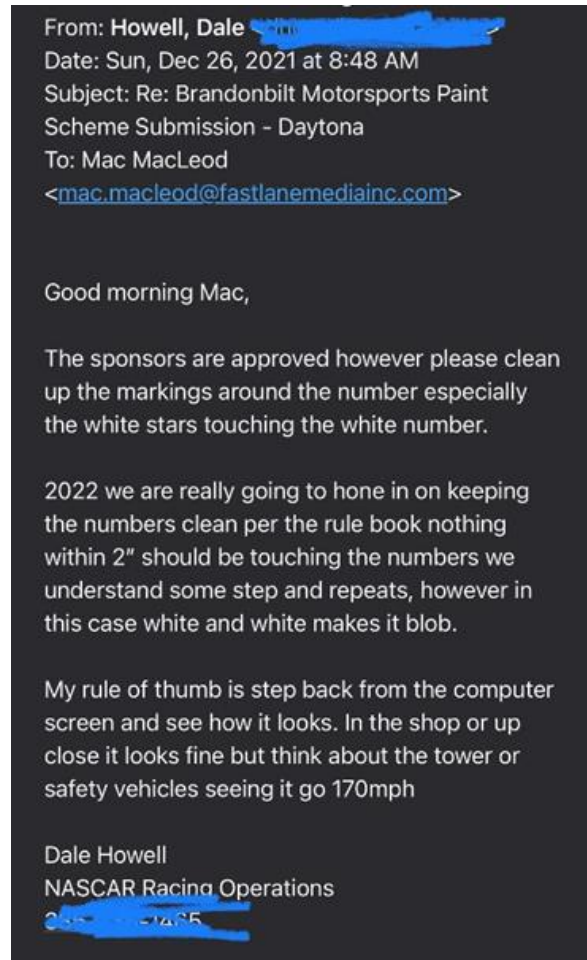 From: Howell, Dale
Date: Sun, Dec 26, 2021 at 8:48 AM
Subject: Re: Brandonbilt Motorsports Paint
Scheme Submission - Daytona
To: Mac MacLeod
<mac.macleod@fastlanemediainc.com>
Good morning Mac,
The sponsors are approved however please clean
up the markings around the number especially
the white stars touching the white number.
2022 we are really going to hone in on keeping
the numbers clean per the rule book nothing
within 2” should be touching the numbers we
understand some step and repeats, however in
this case white and white makes it blob.
My rule of thumb is step back from the computer
screen and see how it looks. In the shop or up
close it looks fine but think about the tower or
safety vehicles seeing it go 170mph
Dale Howell
NASCAR Racing Operations